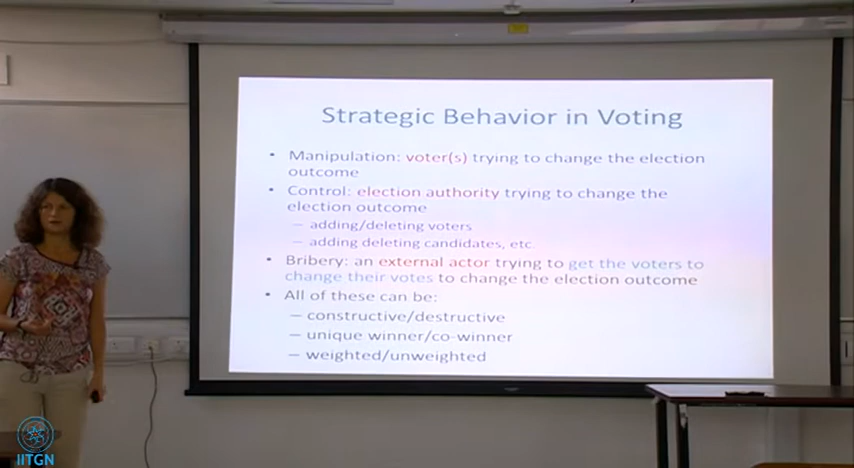 Strategic Behavior in Voting
• Manipulation: voter(s) trying to change the election
outcome
• Control: election authority trying to change the
election outcome
– adding/deleting voters
– adding deleting candidates, etc.
• Bribery: an external actor trying to get the voters to
change their votes to change the election outcome
• All of these can be:
– constructive/destructive
– unique winner/co-winner
– weighted/unweighted
IITGN